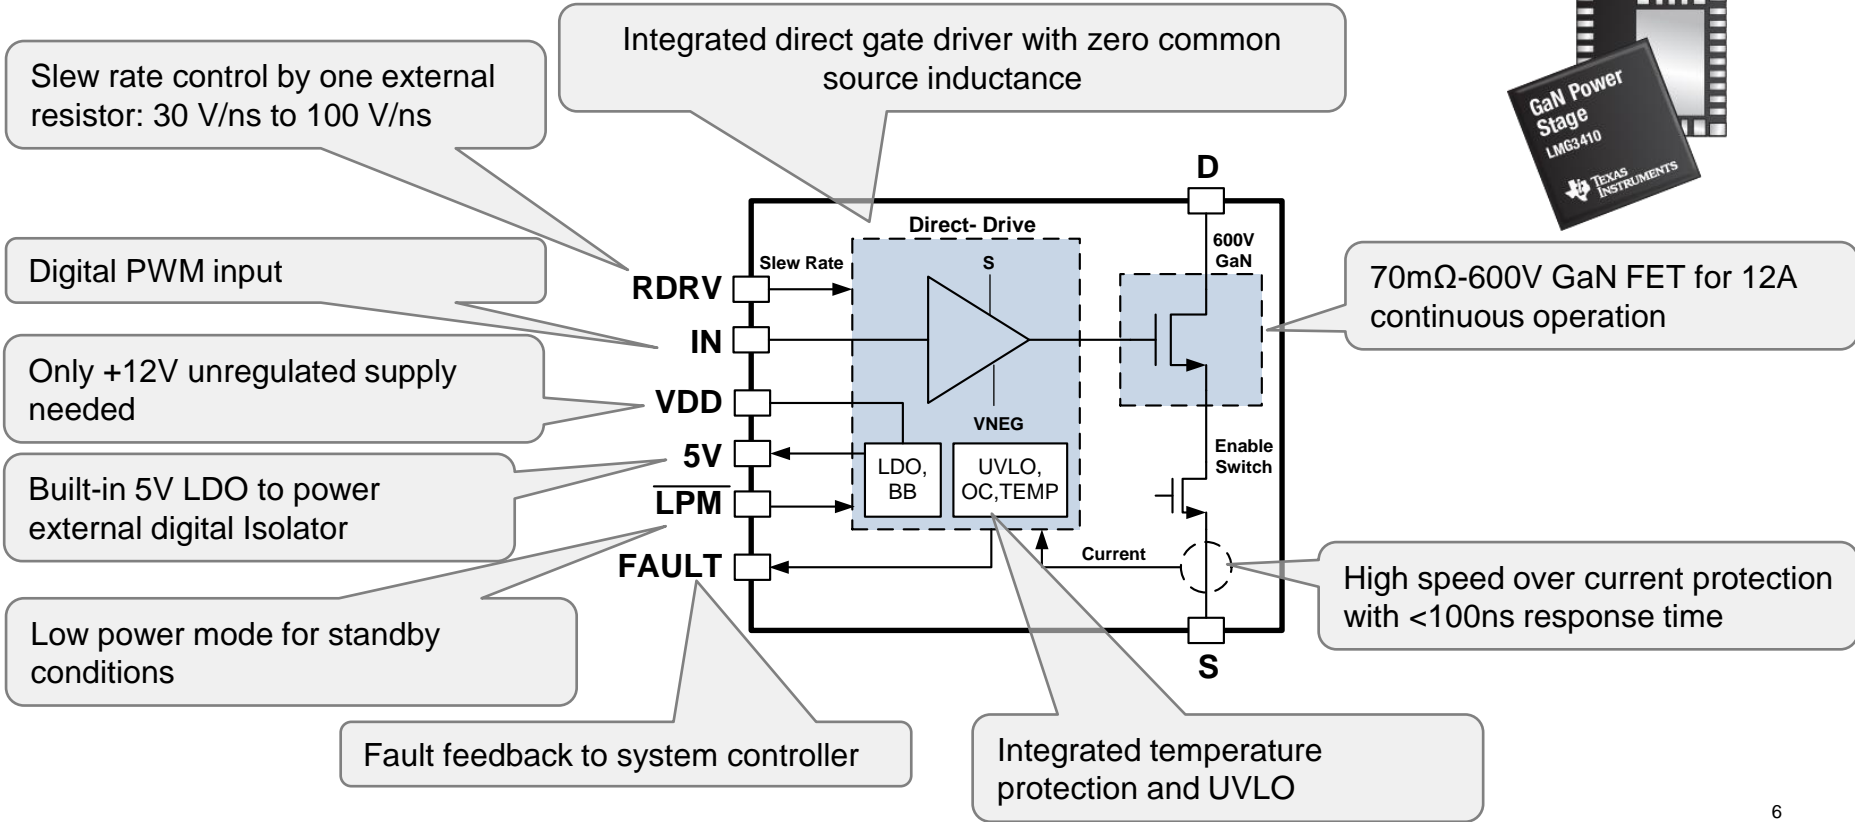 Integrated direct gate driver with zero common
source inductance
Slew rate control by one external
resistor: 30 V/ns to 100 V/ns
GaN Power
Stage
LMG3410
TEXAS
INSTRUMENTS
D
Direct- Drive
600V
GaN
Slew Rate
S
Digital PWM input
RDRV
70mΩ-600V GaN FET for 12A
continuous operation
IN
Only +12V unregulated supply
needed
VDD
VNEG
5V
Enable
Switch
LDO,
BB
UVLO,
OC,TEMP
Built-in 5V LDO to power
external digital Isolator
LPM
FAULT
Current
High speed over current protection
with <100ns response time
Low power mode for standby
conditions
S
Fault feedback to system controller
Integrated temperature
protection and UVLO
6